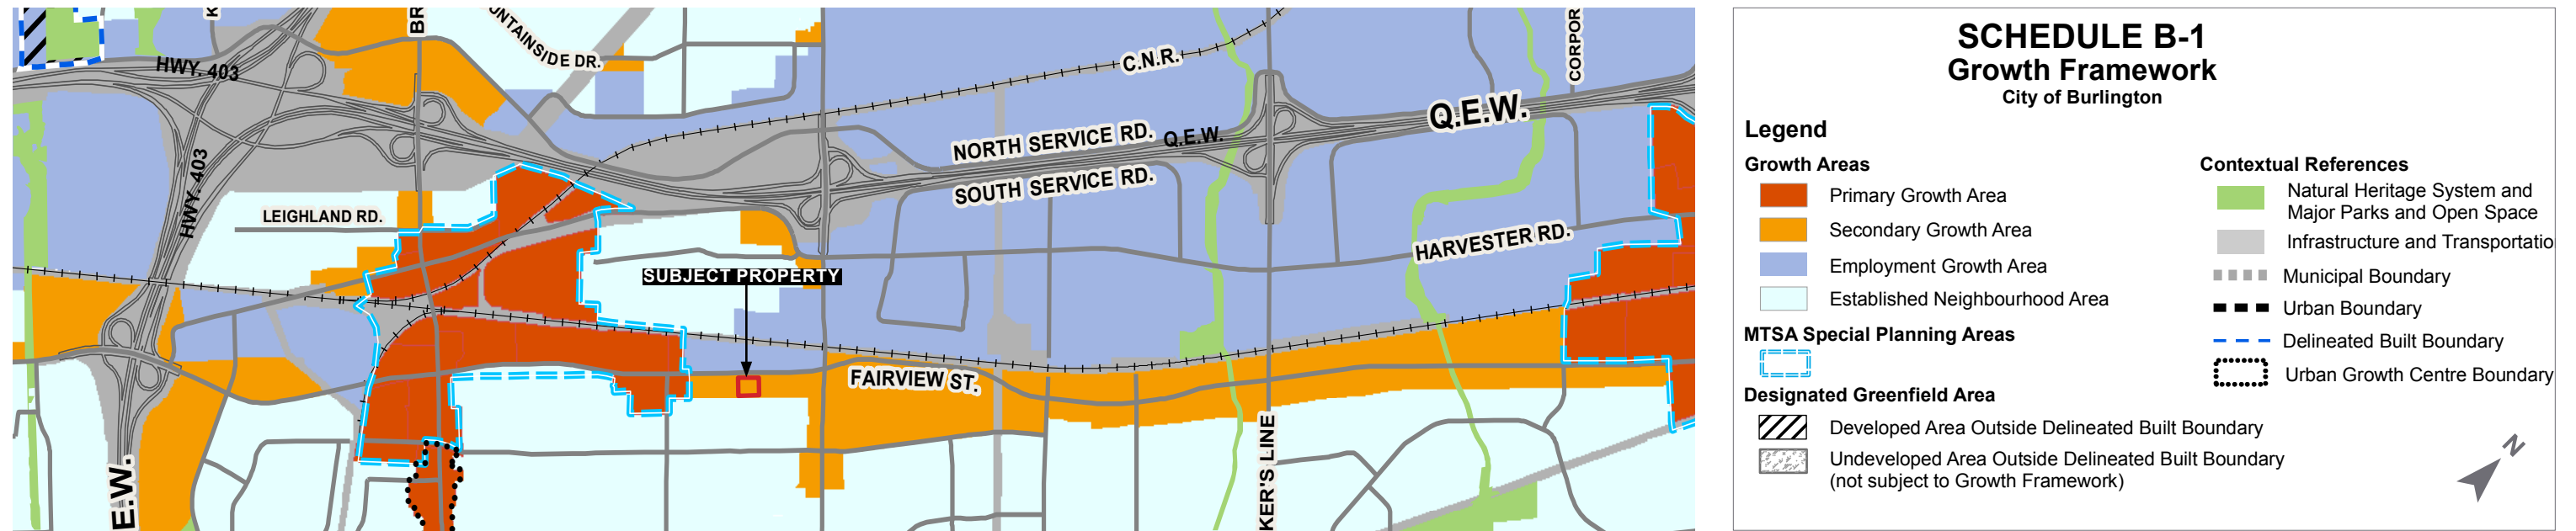 K
BR
UNTAINSIDE DR.
CORPOR
HWY. 403
C.N.R.
Q.E.W.
NORTH SERVICE RD.
Q.E.W.
SOUTH SERVICE RD.
HWY. 403
LEIGHLAND RD.
HARVESTER RD.
SUBJECT PROPERTY
FAIRVIEW ST.
KER'S LINE
E.W.
SCHEDULE B-1
Growth Framework
City of Burlington
Legend
Growth Areas
Primary Growth Area
Secondary Growth Area
Employment Growth Area
Established Neighbourhood Area
MTSA Special Planning Areas
Designated Greenfield Area
Developed Area Outside Delineated Built Boundary
Undeveloped Area Outside Delineated Built Boundary
(not subject to Growth Framework)
Contextual References
Natural Heritage System and
Major Parks and Open Space
Infrastructure and Transportatio
Municipal Boundary
Urban Boundary
Delineated Built Boundary
Urban Growth Centre Boundary
N